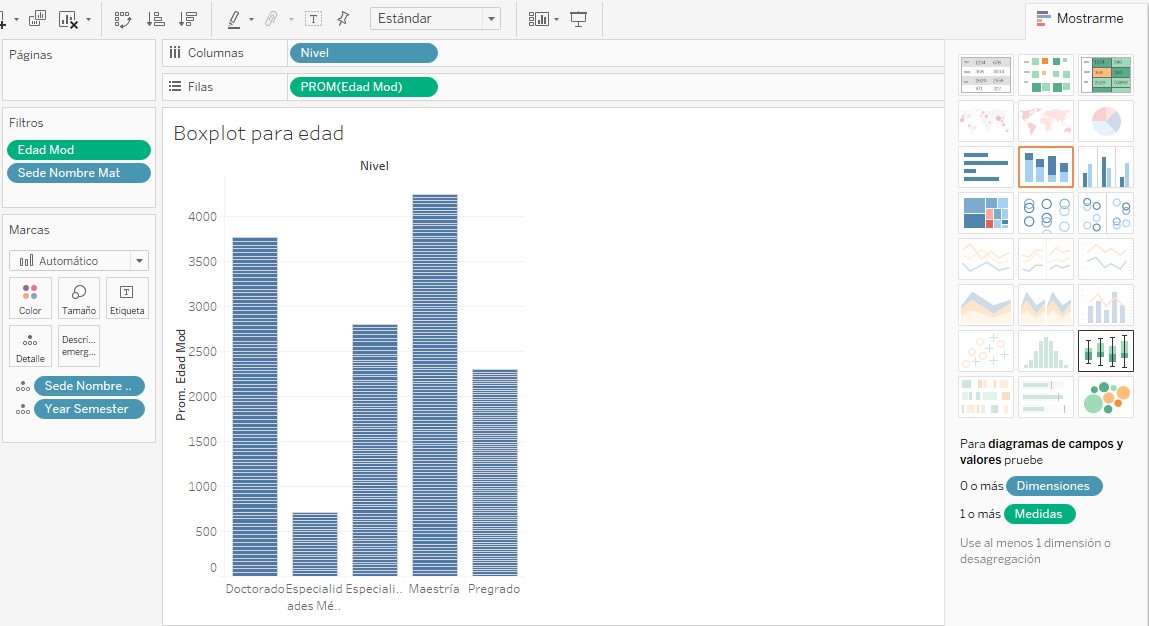 Estándar
Mostrarme
Páginas
Columnas
Nivel
Filas
PROM(Edad Mod)
Filtros
Edad Mod
Sede Nombre Mat
Marcas
Automático
Color
Tamaño
Etiqueta
Detalle
Descri...
emerg...
Sede Nombre ..
Year Semester
Boxplot para edad
Nivel
Prom. Edad Mod
4000
3500
3000
2500
2000
1500
1000
500
0
Doctorado
Especialid
ades Mé..
Especiali..
Maestría
Pregrado
Para diagramas de campos y
valores pruebe
0 o más Dimensiones
1 o más Medidas
Use al menos 1 dimensión o
desagregación